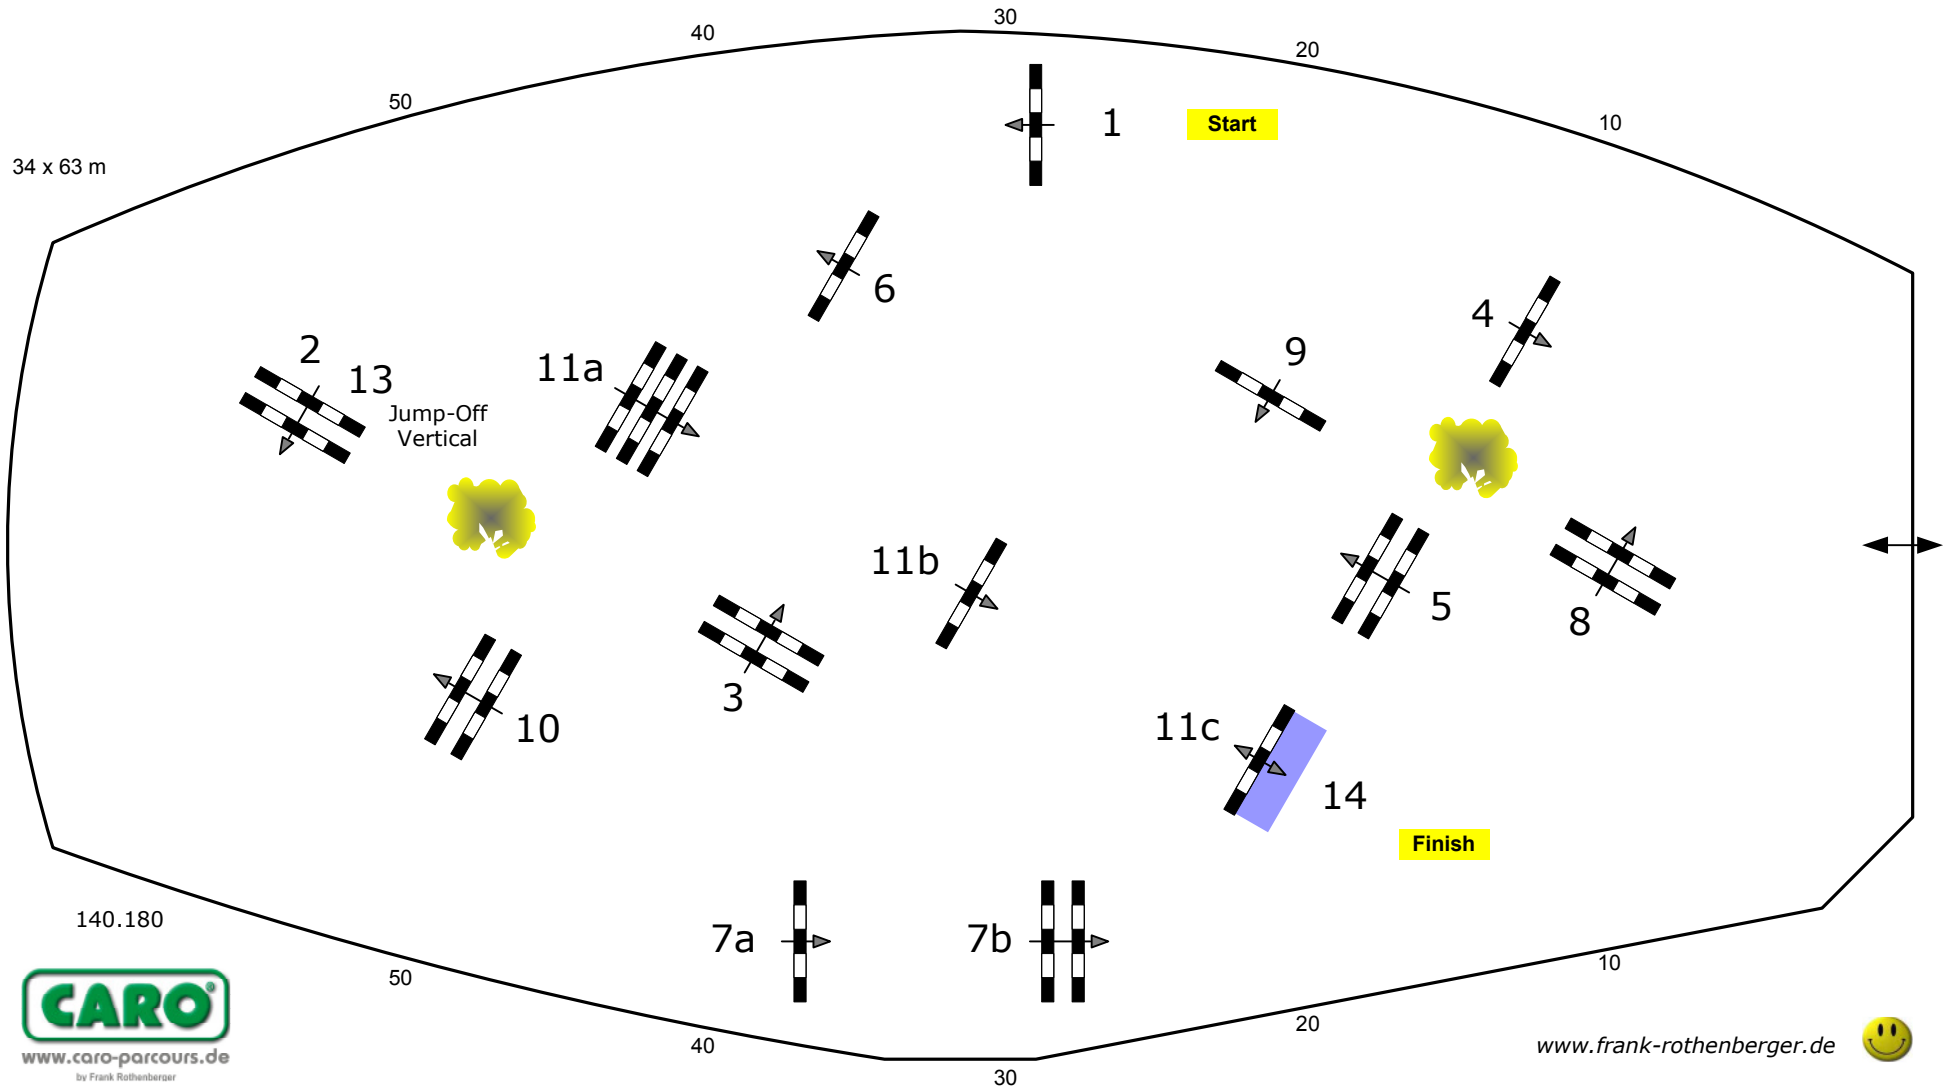 30
40
20
50
10
1
Start
34 x 63 m
6
4
2
13
Jump-Off
Vertical
11a
9
11b
5
8
3
10
11c
14
Finish
140.180
7a
7b
50
10
20
40
30
CARO®
www.caro-parcours.de
by Frank Rothenberger
www.frank-rothenberger.de